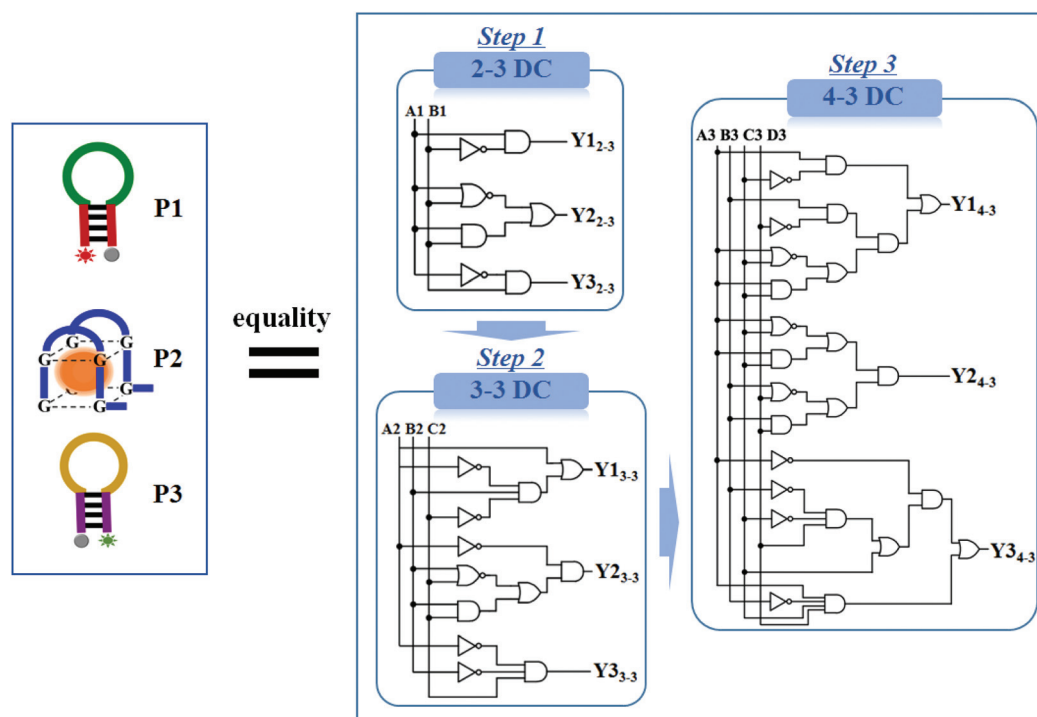 P1
G G
G G
G
G G
P2
P3
equality
Step 1
2-3 DC
A1 B1
Y1₂₋₃
Y2₂₋₃
Y3₂₋₃
Step 2
3-3 DC
A2 B2 C2
Y1₃₋₃
Y2₃₋₃
Y3₃₋₃
Step 3
4-3 DC
A3 B3 C3 D3
Y1₄₋₃
Y2₄₋₃
Y3₄₋₃